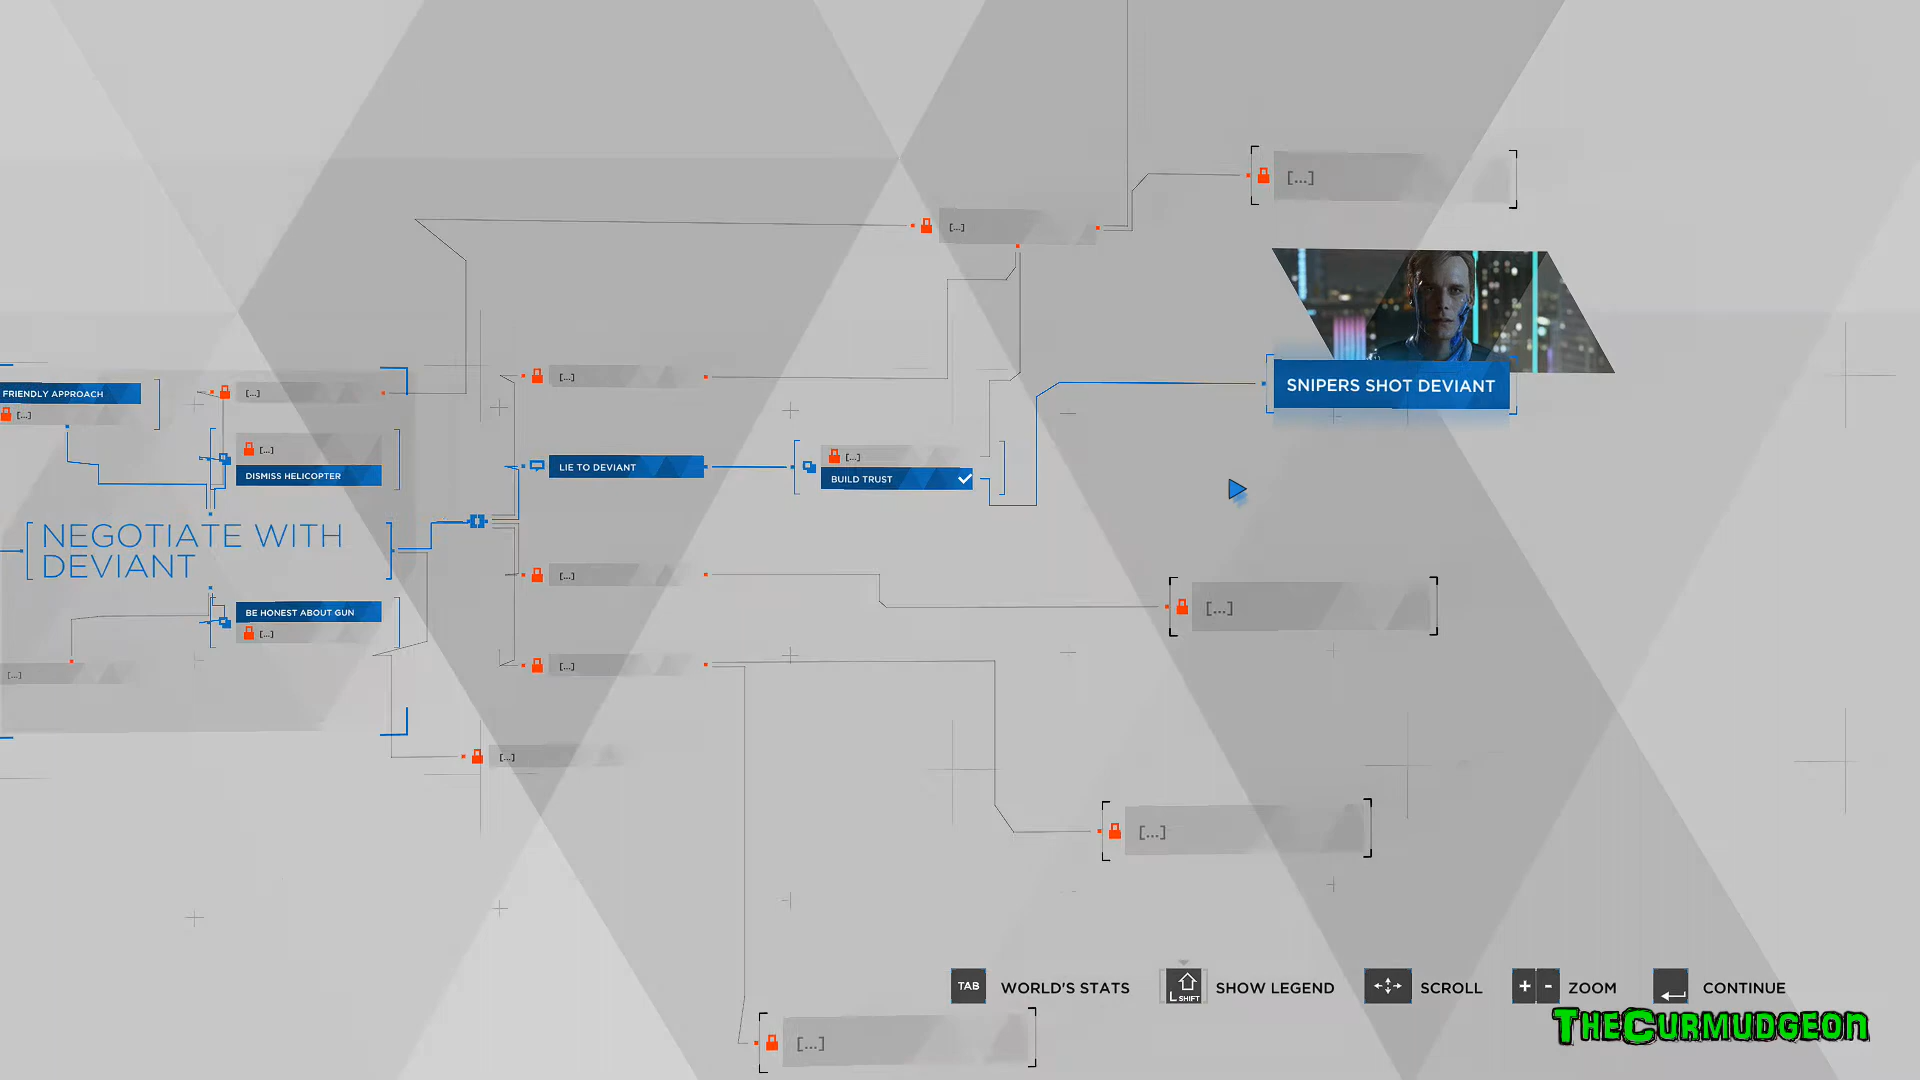 [...]
[...]
SNIPERS SHOT DEVIANT
[...]
FRIENDLY APPROACH
[...]
[...]
[...]
DISMISS HELICOPTER
LIE TO DEVIANT
[...]
BUILD TRUST
NEGOTIATE WITH
DEVIANT
[...]
[...]
BE HONEST ABOUT GUN
[...]
[...]
[...]
[...]
[...]
TAB WORLD'S STATS L SHIFT SHOW LEGEND SCROLL + - ZOOM CONTINUE
TheCurmudgeon
[...]